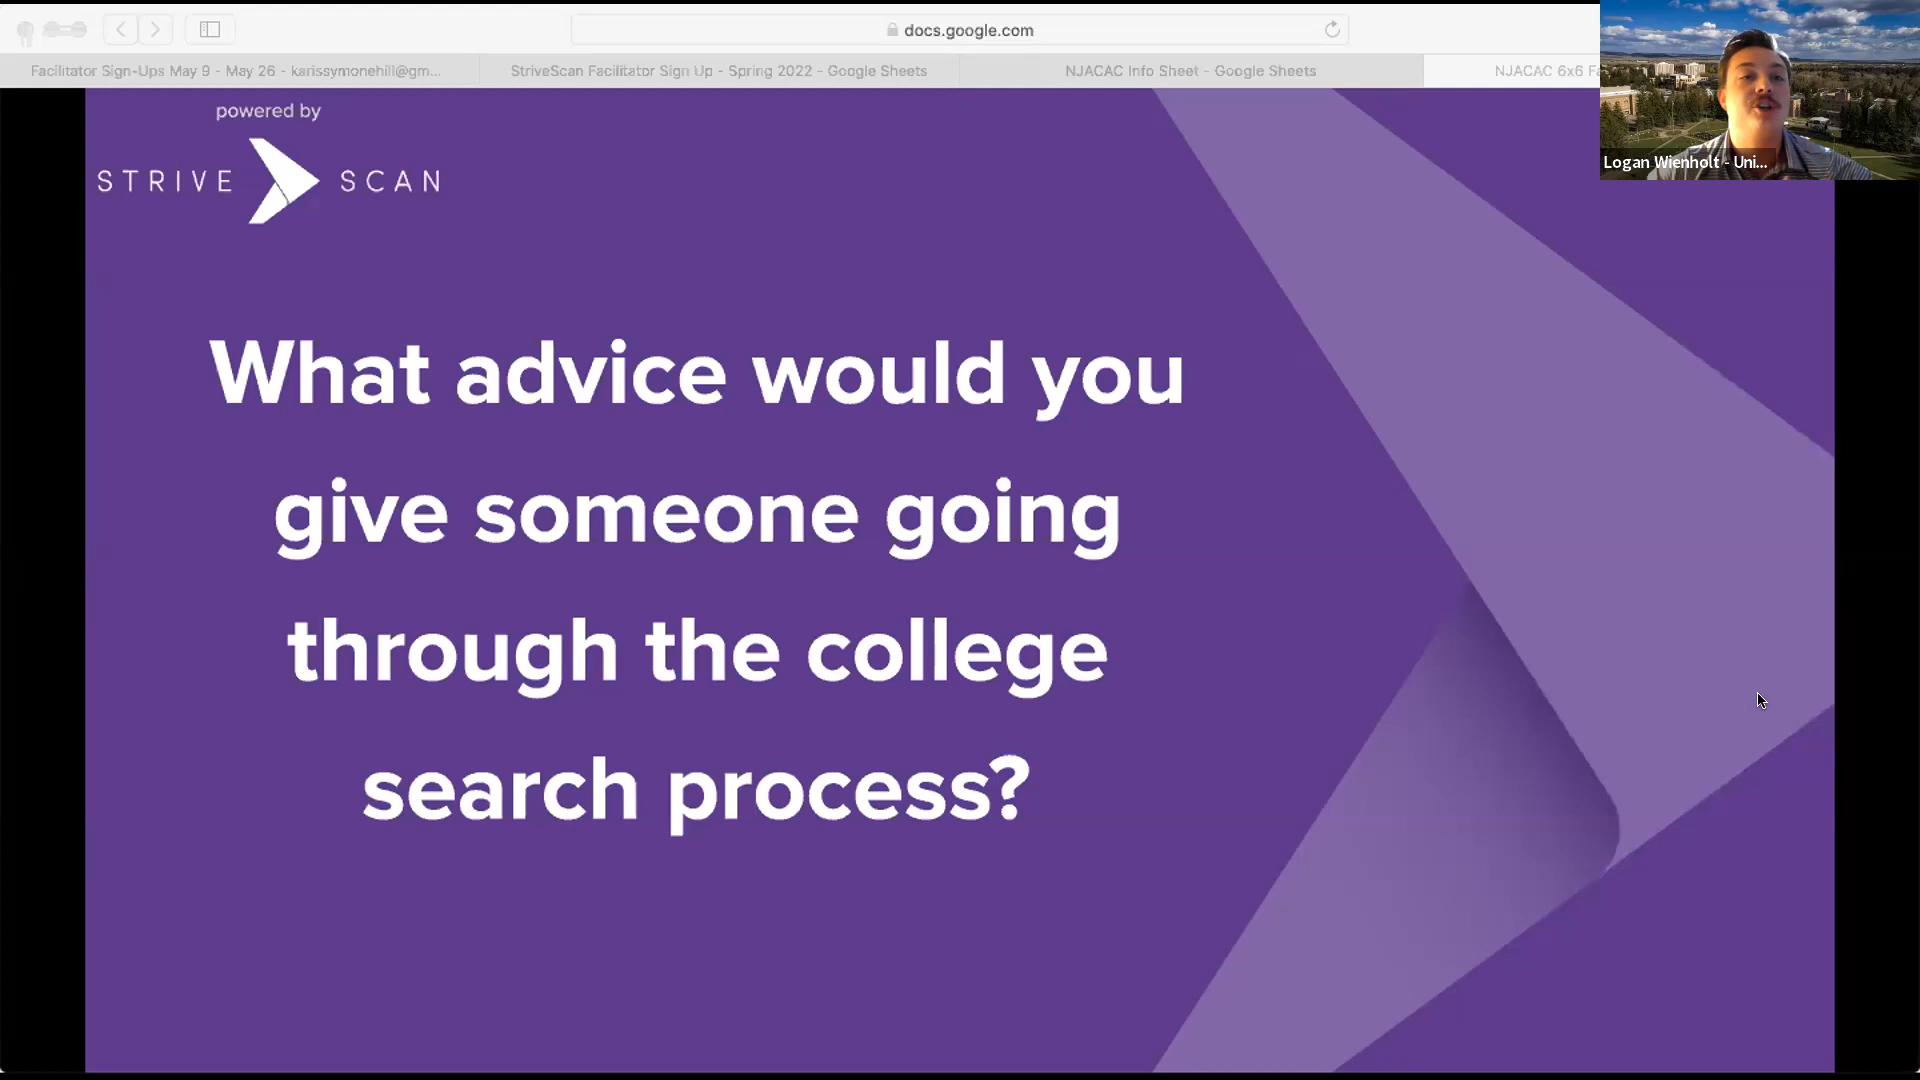 docs.google.com
Facilitator Sign-Ups May 9 - May 26 - karissymonehill@gm...
StriveScan Facilitator Sign Up - Spring 2022 - Google Sheets
NJACAC Info Sheet - Google Sheets
NJACAC 6x6 Fa
Logan Wienholt - Uni...
powered by
STRIVE SCAN
What advice would you
give someone going
through the college
search process?